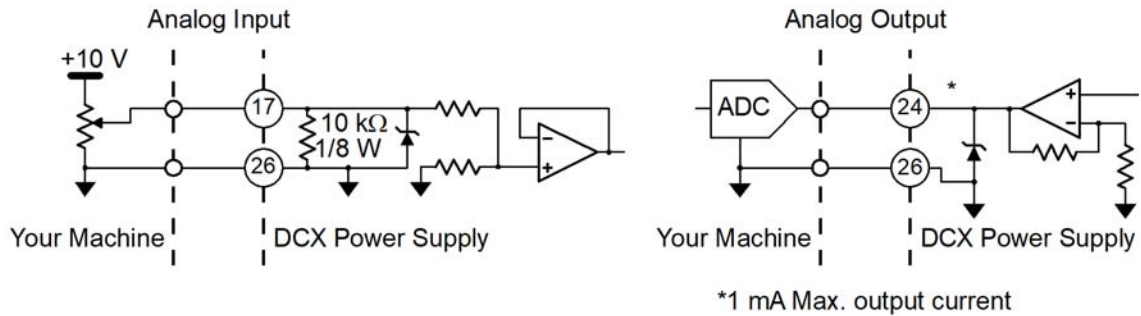 Analog Input
+10 V
17
10 kΩ
1/8 W
-
+
26
Your Machine
DCX Power Supply
Analog Output
*
ADC
24
+
-
26
Your Machine
DCX Power Supply
*1 mA Max. output current